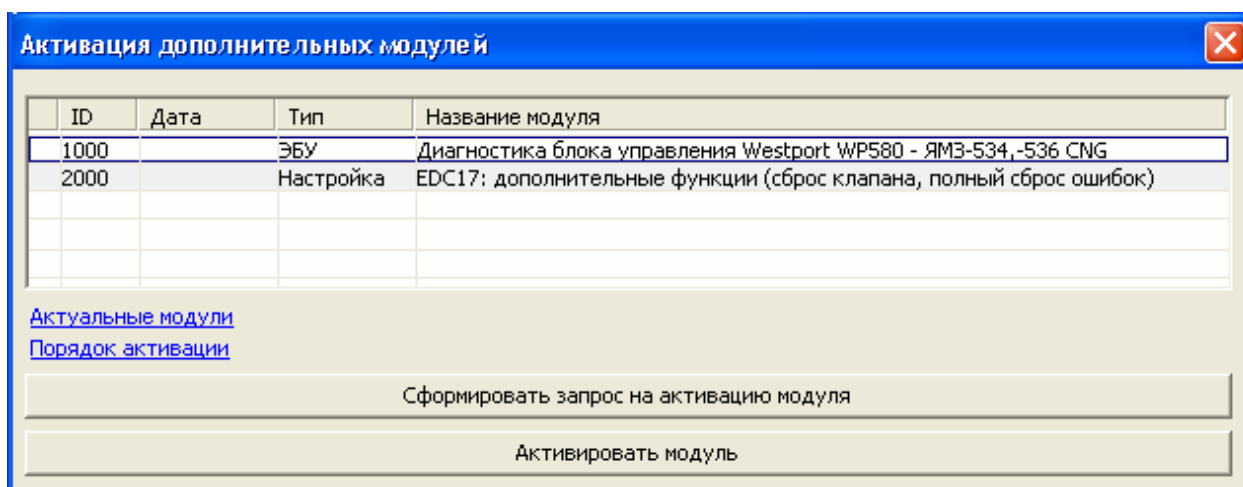 Активация дополнительных модулей
ID Дата Тип Название модуля
1000 ЭБУ Диагностика блока управления Westport WP580 - ЯМЗ-534,-536 CNG
2000 Настройка EDC17: дополнительные функции (сброс клапана, полный сброс ошибок)
Актуальные модули
Порядок активации
Сформировать запрос на активацию модуля
Активировать модуль